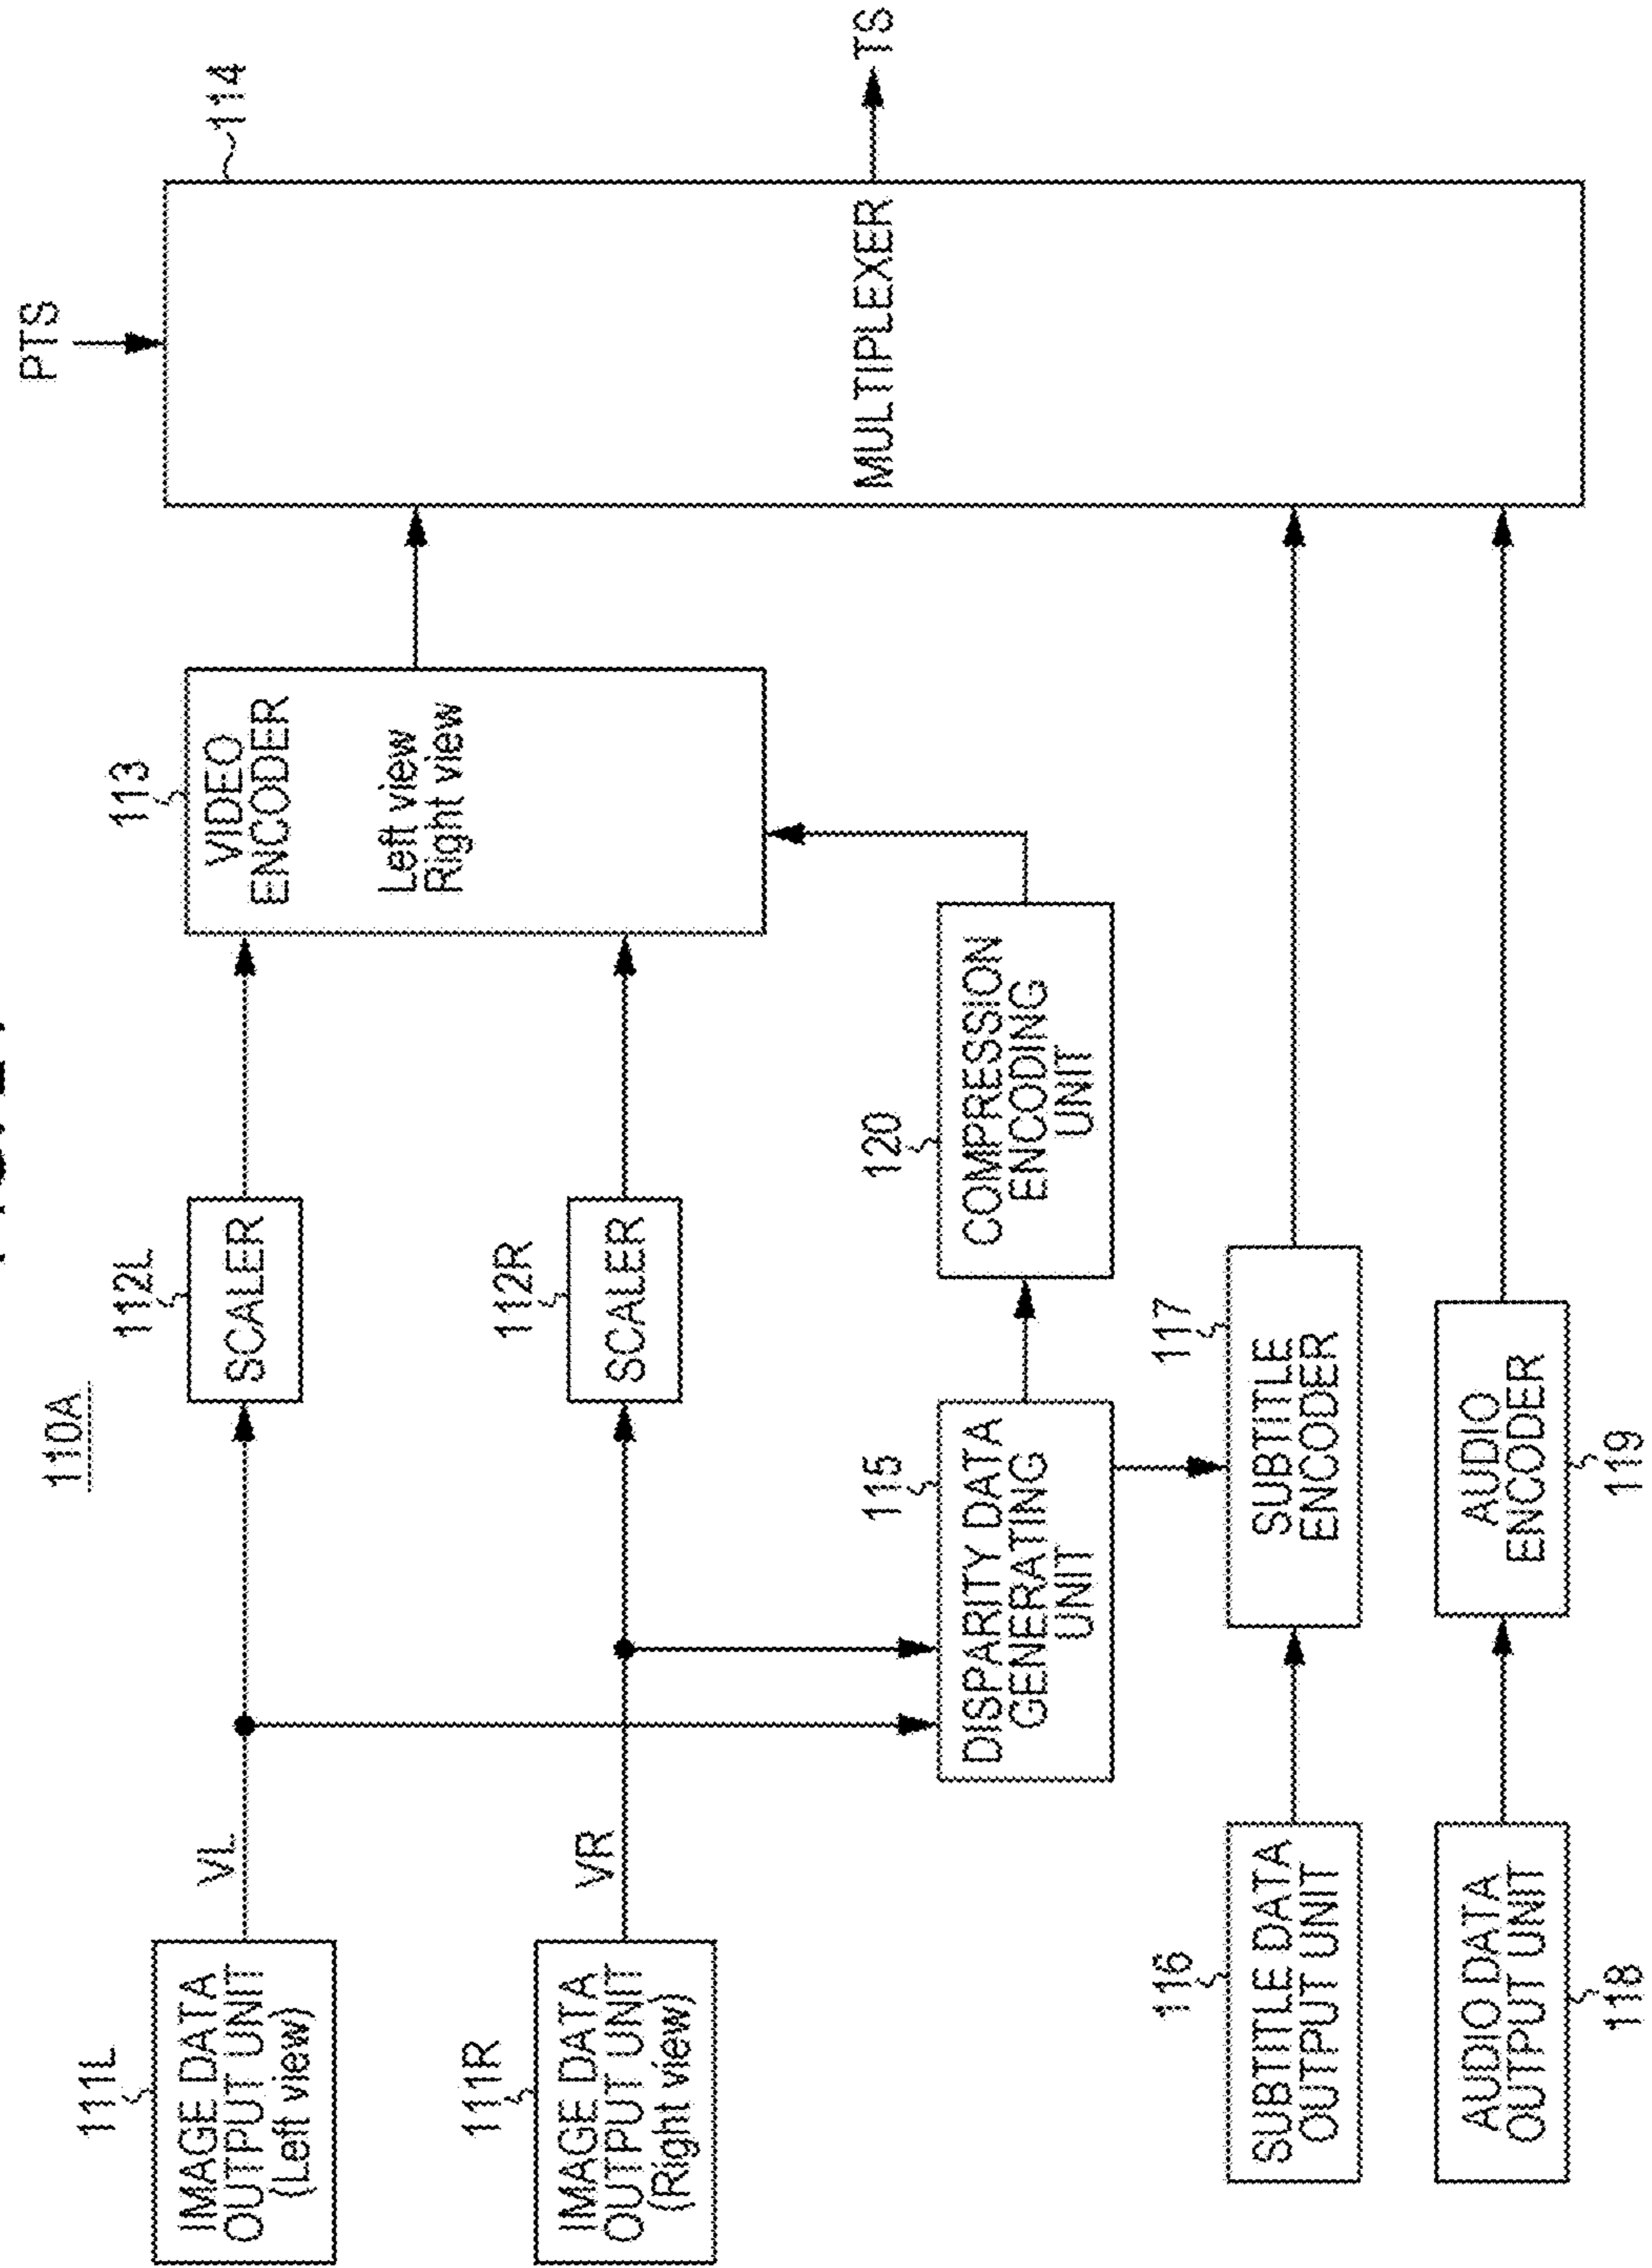 110A
111L
IMAGE DATA
OUTPUT UNIT
(Left view)
VL
112L
SCALER
113
VIDEO
ENCODER
Left view
Right view
PTS
114
MULTIPLEXER
TS
111R
IMAGE DATA
OUTPUT UNIT
(Right view)
VR
112R
SCALER
115
DISPARITY DATA
GENERATING
UNIT
120
COMPRESSION
ENCODING
UNIT
116
SUBTITLE DATA
OUTPUT UNIT
117
SUBTITLE
ENCODER
AUDIO DATA
OUTPUT UNIT
118
AUDIO
ENCODER
119